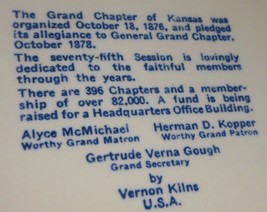 The Grand Chapter of Kansas was
organized October 18, 1876, and pledged
its allegiance to General Grand Chapter,
October 1878.
The seventy-fifth Session is lovingly
dedicated to the faithful members
through the years.
There are 396 Chapters and a member-
ship of over 82,000. A fund is being
raised for a Headquarters Office Building.
Alyce McMichael Herman D. Kopper
Worthy Grand Matron Worthy Grand Patron
Gertrude Verna Gough
Grand Secretary
by
Vernon Kilns
U.S.A.